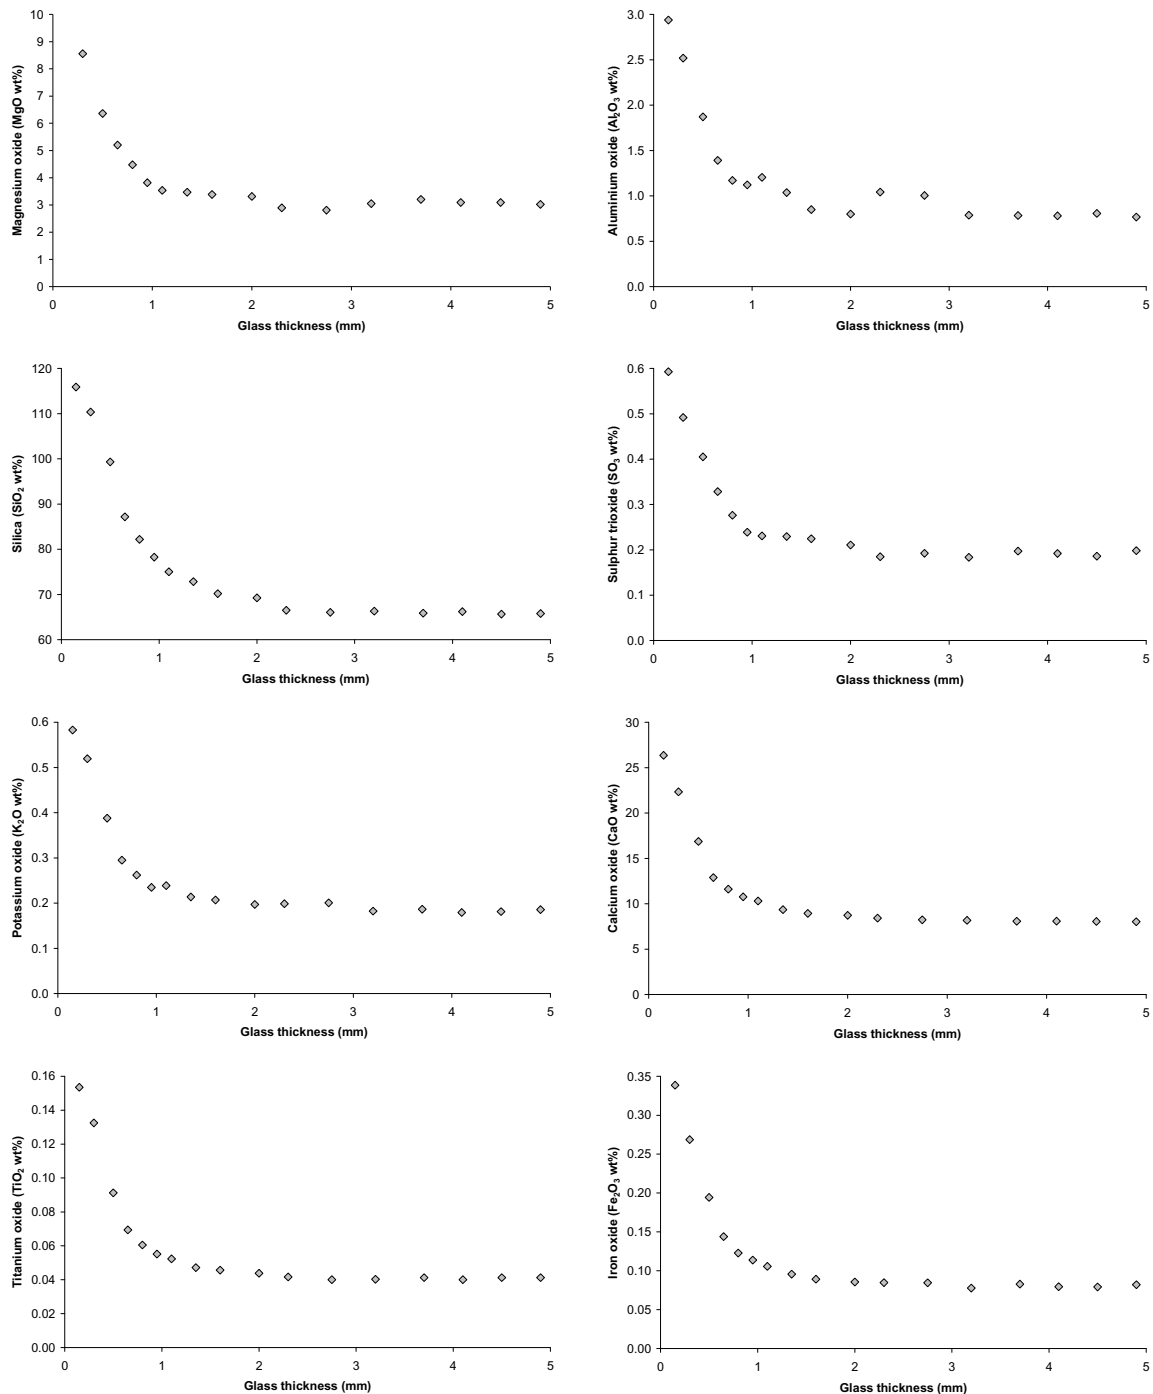 Magnesium oxide (MgO wt%)
10
9
8
7
6
5
4
3
2
1
0
0 1 2 3 4 5
Glass thickness (mm)
Aluminium oxide (Al₂O₃ wt%)
3.0
2.5
2.0
1.5
1.0
0.5
0.0
0 1 2 3 4 5
Glass thickness (mm)
Silica (SiO₂ wt%)
120
110
100
90
80
70
60
0 1 2 3 4 5
Glass thickness (mm)
Sulphur trioxide (SO₃ wt%)
0.6
0.5
0.4
0.3
0.2
0.1
0.0
0 1 2 3 4 5
Glass thickness (mm)
Potassium oxide (K₂O wt%)
0.6
0.5
0.4
0.3
0.2
0.1
0.0
0 1 2 3 4 5
Glass thickness (mm)
Calcium oxide (CaO wt%)
30
25
20
15
10
5
0
0 1 2 3 4 5
Glass thickness (mm)
Titanium oxide (TiO₂ wt%)
0.16
0.14
0.12
0.10
0.08
0.06
0.04
0.02
0.00
0 1 2 3 4 5
Glass thickness (mm)
Iron oxide (Fe₂O₃ wt%)
0.35
0.30
0.25
0.20
0.15
0.10
0.05
0.00
0 1 2 3 4 5
Glass thickness (mm)